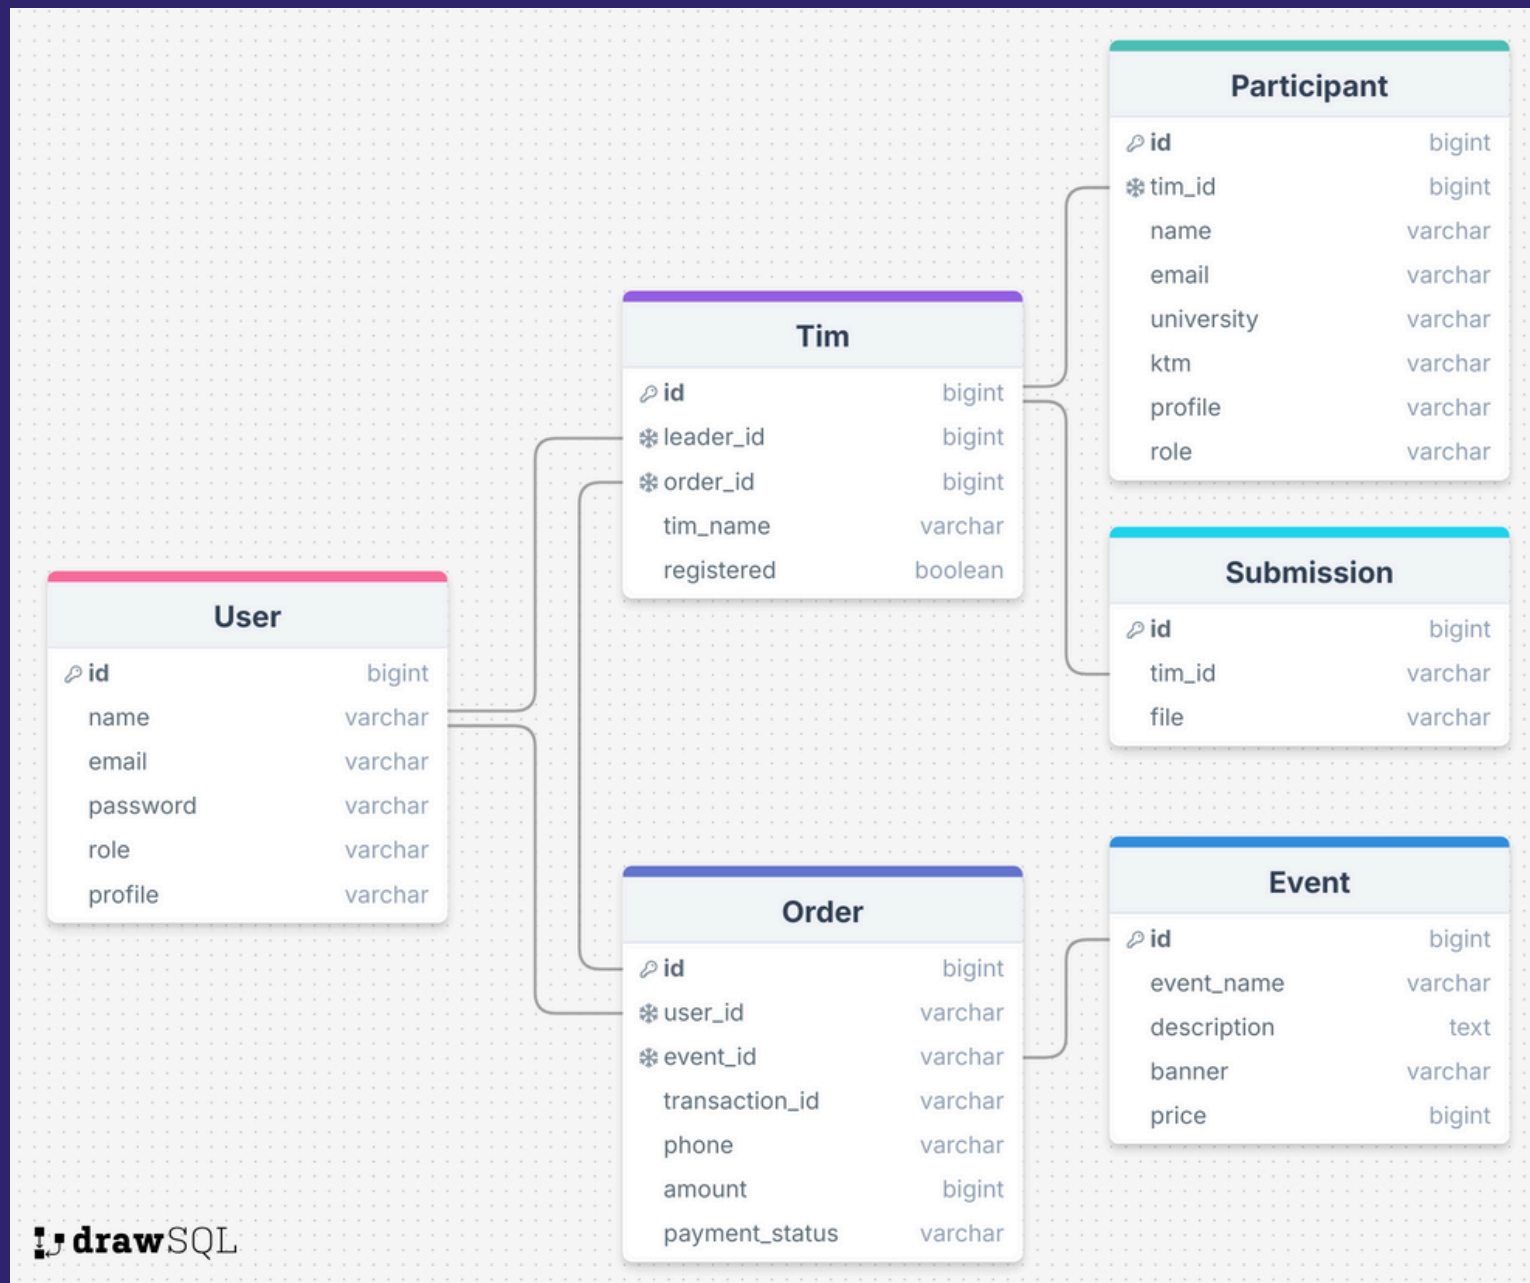 User
id bigint
name varchar
email varchar
password varchar
role varchar
profile varchar
Tim
id bigint
leader_id bigint
order_id bigint
tim_name varchar
registered boolean
Order
id bigint
user_id varchar
event_id varchar
transaction_id varchar
phone varchar
amount bigint
payment_status varchar
Participant
id bigint
tim_id bigint
name varchar
email varchar
university varchar
ktm varchar
profile varchar
role varchar
Submission
id bigint
tim_id varchar
file varchar
Event
id bigint
event_name varchar
description text
banner varchar
price bigint
drawSQL